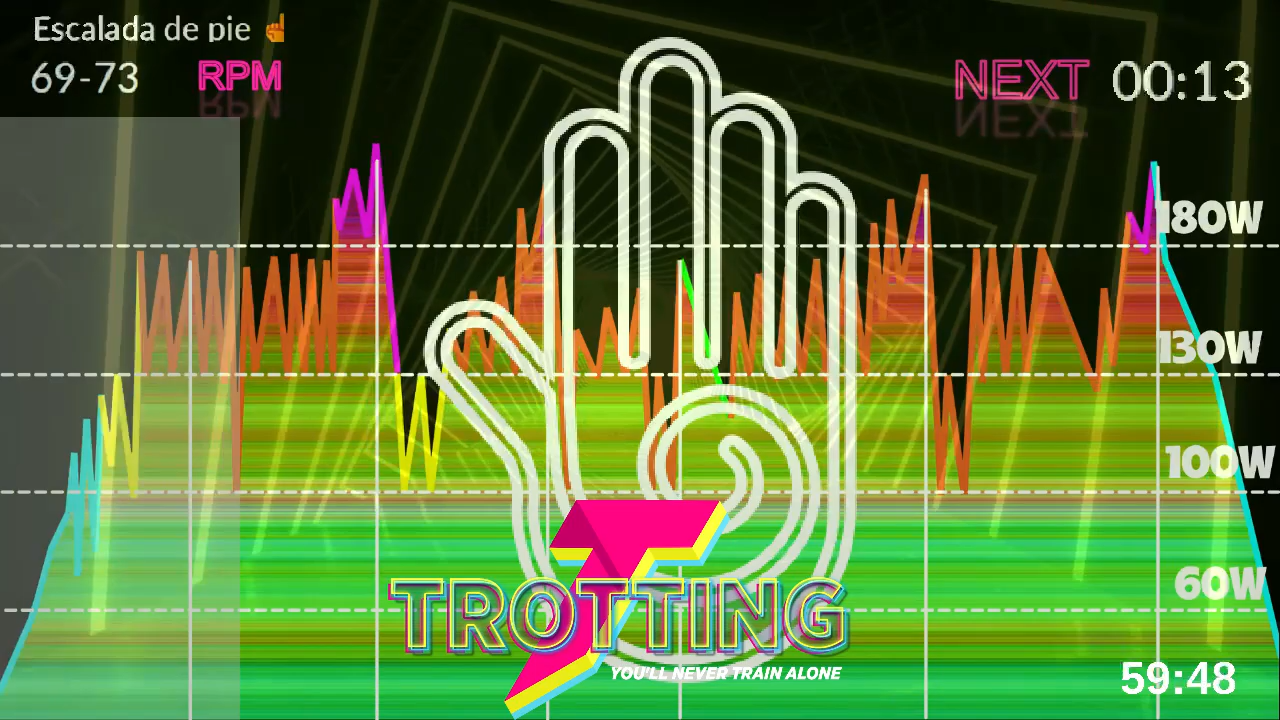 Escalada de pie ☝
69-73 RPM
NEXT 00:13
180W
130W
100W
60W
TROTTING
YOU'LL NEVER TRAIN ALONE
59:48